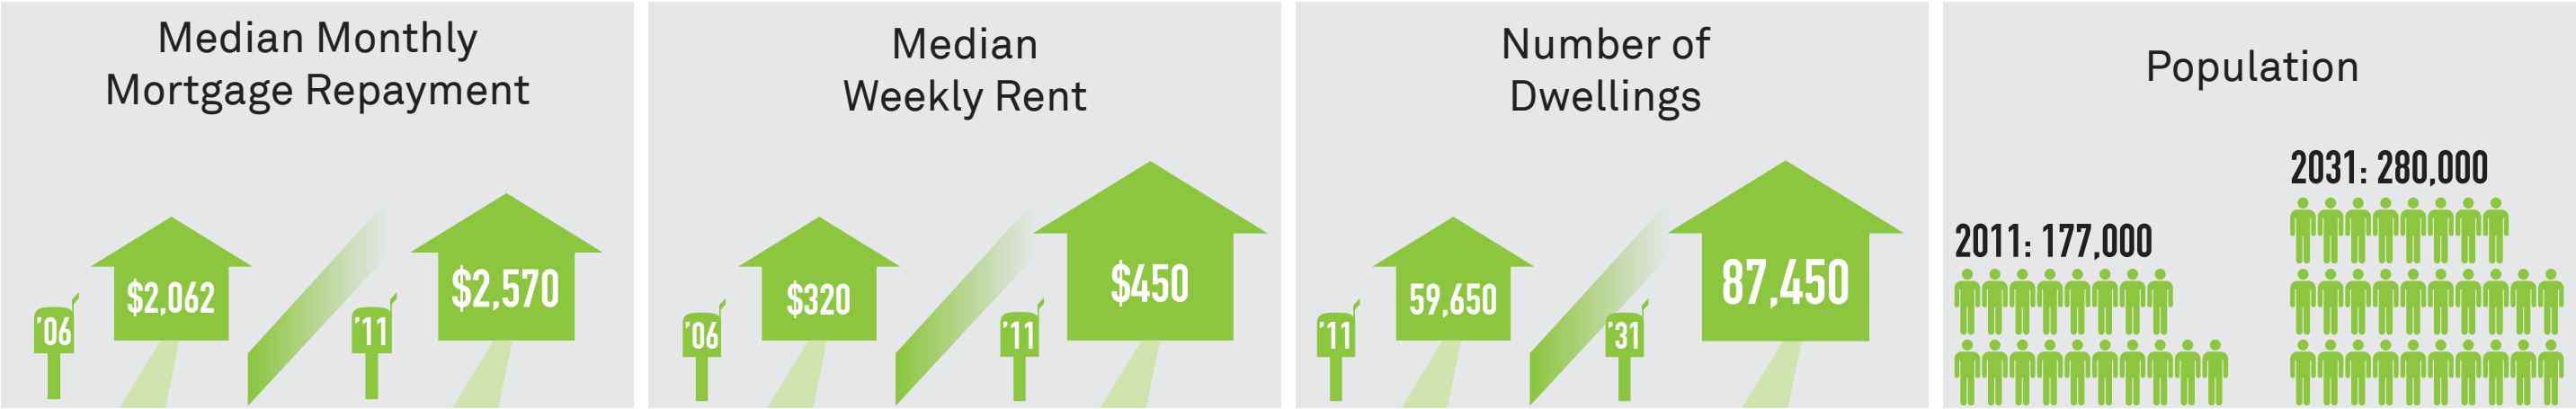 Median Monthly
Mortgage Repayment
'06
$2,062
'11
$2,570
Median
Weekly Rent
'06
$320
'11
$450
Number of
Dwellings
'11
59,650
'31
87,450
Population
2011: 177,000
2031: 280,000